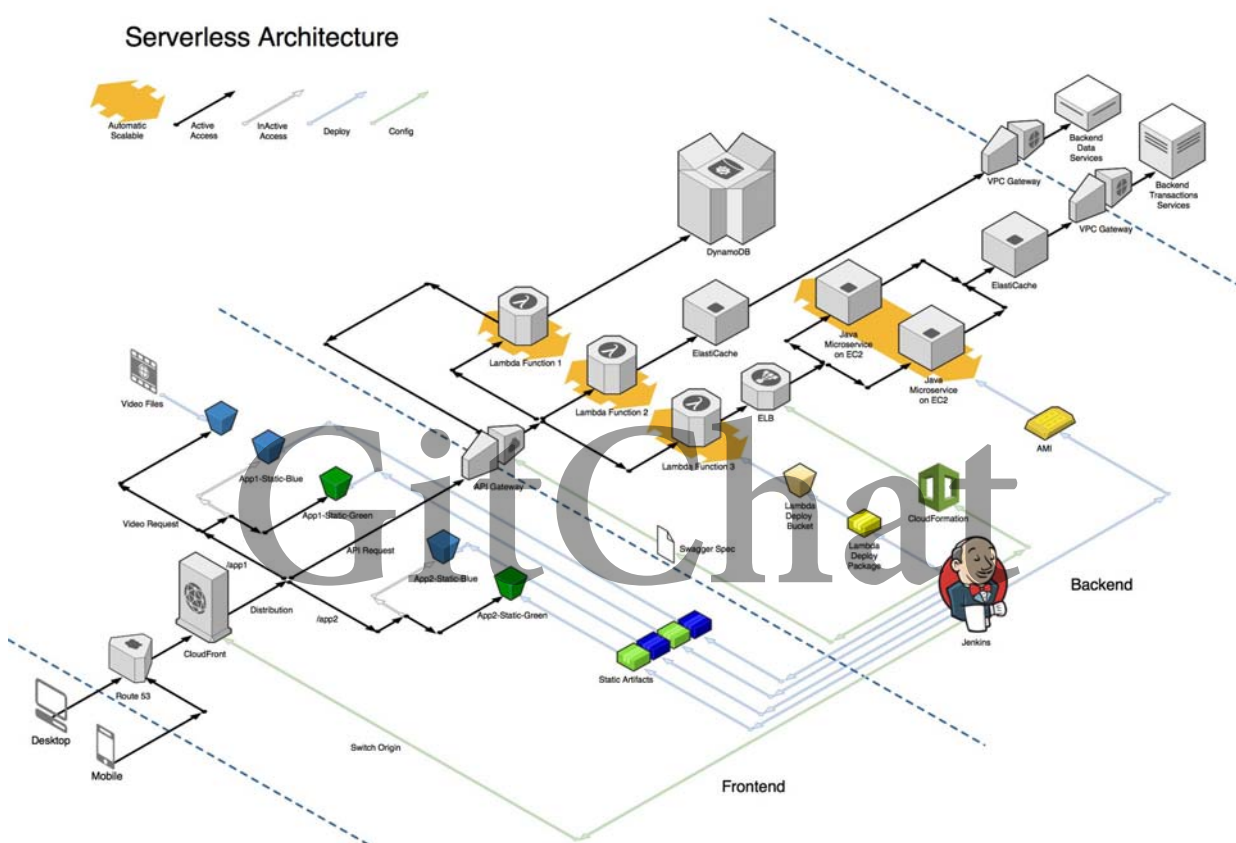 Serverless Architecture
Automatic
Scalable
Active
Access
InActive
Access
Deploy
Config
Backend
Data
Services
VPC Gateway
Backend
Transactions
Services
VPC Gateway
DynamoDB
ElastiCache
Lambda Function 1
ElastiCache
Java
Microservice
on EC2
Java
Microservice
on EC2
Lambda Function 2
ELB
Video Files
Lambda Function 3
AMI
App1-Static-Blue
API Gateway
App1-Static-Green
Lambda
Deploy
Bucket
CloudFormation
Video Request
API Request
Swagger Spec
Lambda
Deploy
Package
GitChat
/app1
App2-Static-Blue
Backend
Distribution
/app2
App2-Static-Green
Jenkins
CloudFront
Static Artifacts
Route 53
Desktop
Switch Origin
Mobile
Frontend